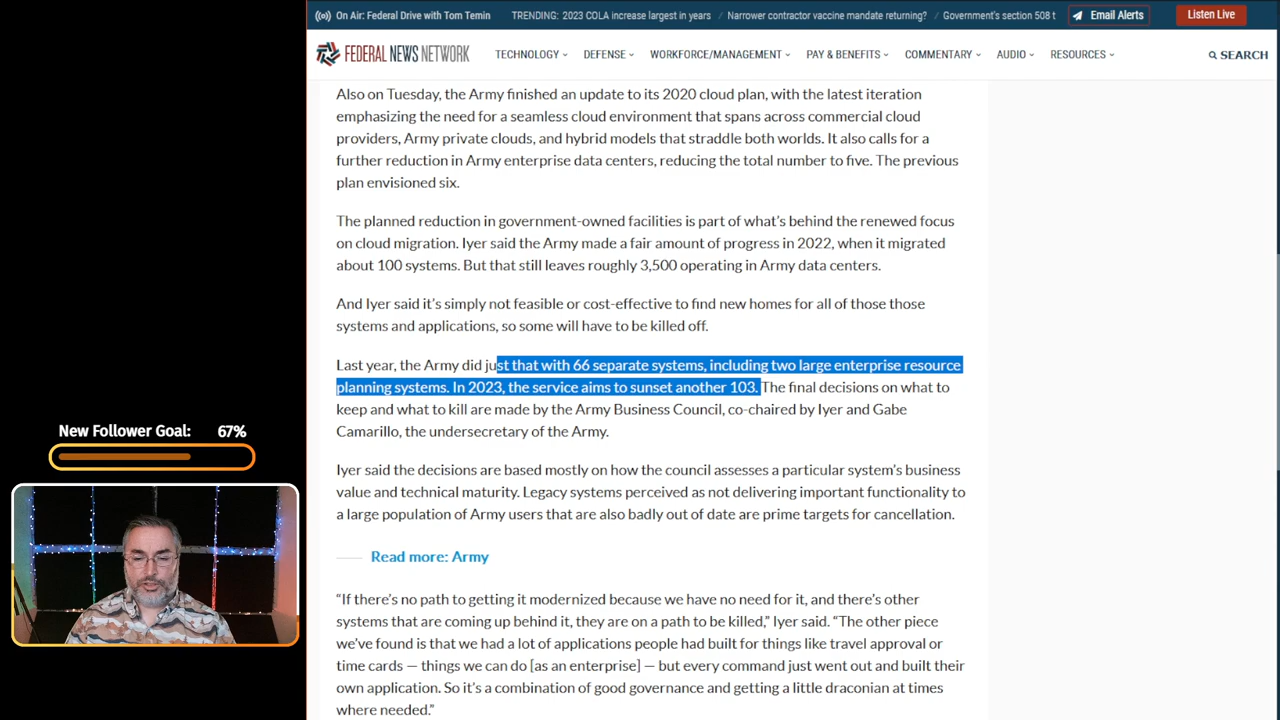 On Air: Federal Drive with Tom Temin
TRENDING: 2023 COLA increase largest in years / Narrower contractor vaccine mandate returning? / Government's section 508 t
Email Alerts
Listen Live
FEDERAL NEWS NETWORK
TECHNOLOGY
DEFENSE
WORKFORCE/MANAGEMENT
PAY & BENEFITS
COMMENTARY
AUDIO
RESOURCES
SEARCH
Also on Tuesday, the Army finished an update to its 2020 cloud plan, with the latest iteration
emphasizing the need for a seamless cloud environment that spans across commercial cloud
providers, Army private clouds, and hybrid models that straddle both worlds. It also calls for a
further reduction in Army enterprise data centers, reducing the total number to five. The previous
plan envisioned six.
The planned reduction in government-owned facilities is part of what's behind the renewed focus
on cloud migration. Iyer said the Army made a fair amount of progress in 2022, when it migrated
about 100 systems. But that still leaves roughly 3,500 operating in Army data centers.
And Iyer said it's simply not feasible or cost-effective to find new homes for all of those those
systems and applications, so some will have to be killed off.
Last year, the Army did just that with 66 separate systems, including two large enterprise resource
planning systems. In 2023, the service aims to sunset another 103. The final decisions on what to
keep and what to kill are made by the Army Business Council, co-chaired by Iyer and Gabe
Camarillo, the undersecretary of the Army.
Iyer said the decisions are based mostly on how the council assesses a particular system's business
value and technical maturity. Legacy systems perceived as not delivering important functionality to
a large population of Army users that are also badly out of date are prime targets for cancellation.
Read more: Army
“If there's no path to getting it modernized because we have no need for it, and there's other
systems that are coming up behind it, they are on a path to be killed,” Iyer said. “The other piece
we've found is that we had a lot of applications people had built for things like travel approval or
time cards — things we can do [as an enterprise] — but every command just went out and built their
own application. So it's a combination of good governance and getting a little draconian at times
where needed.”
New Follower Goal: 67%